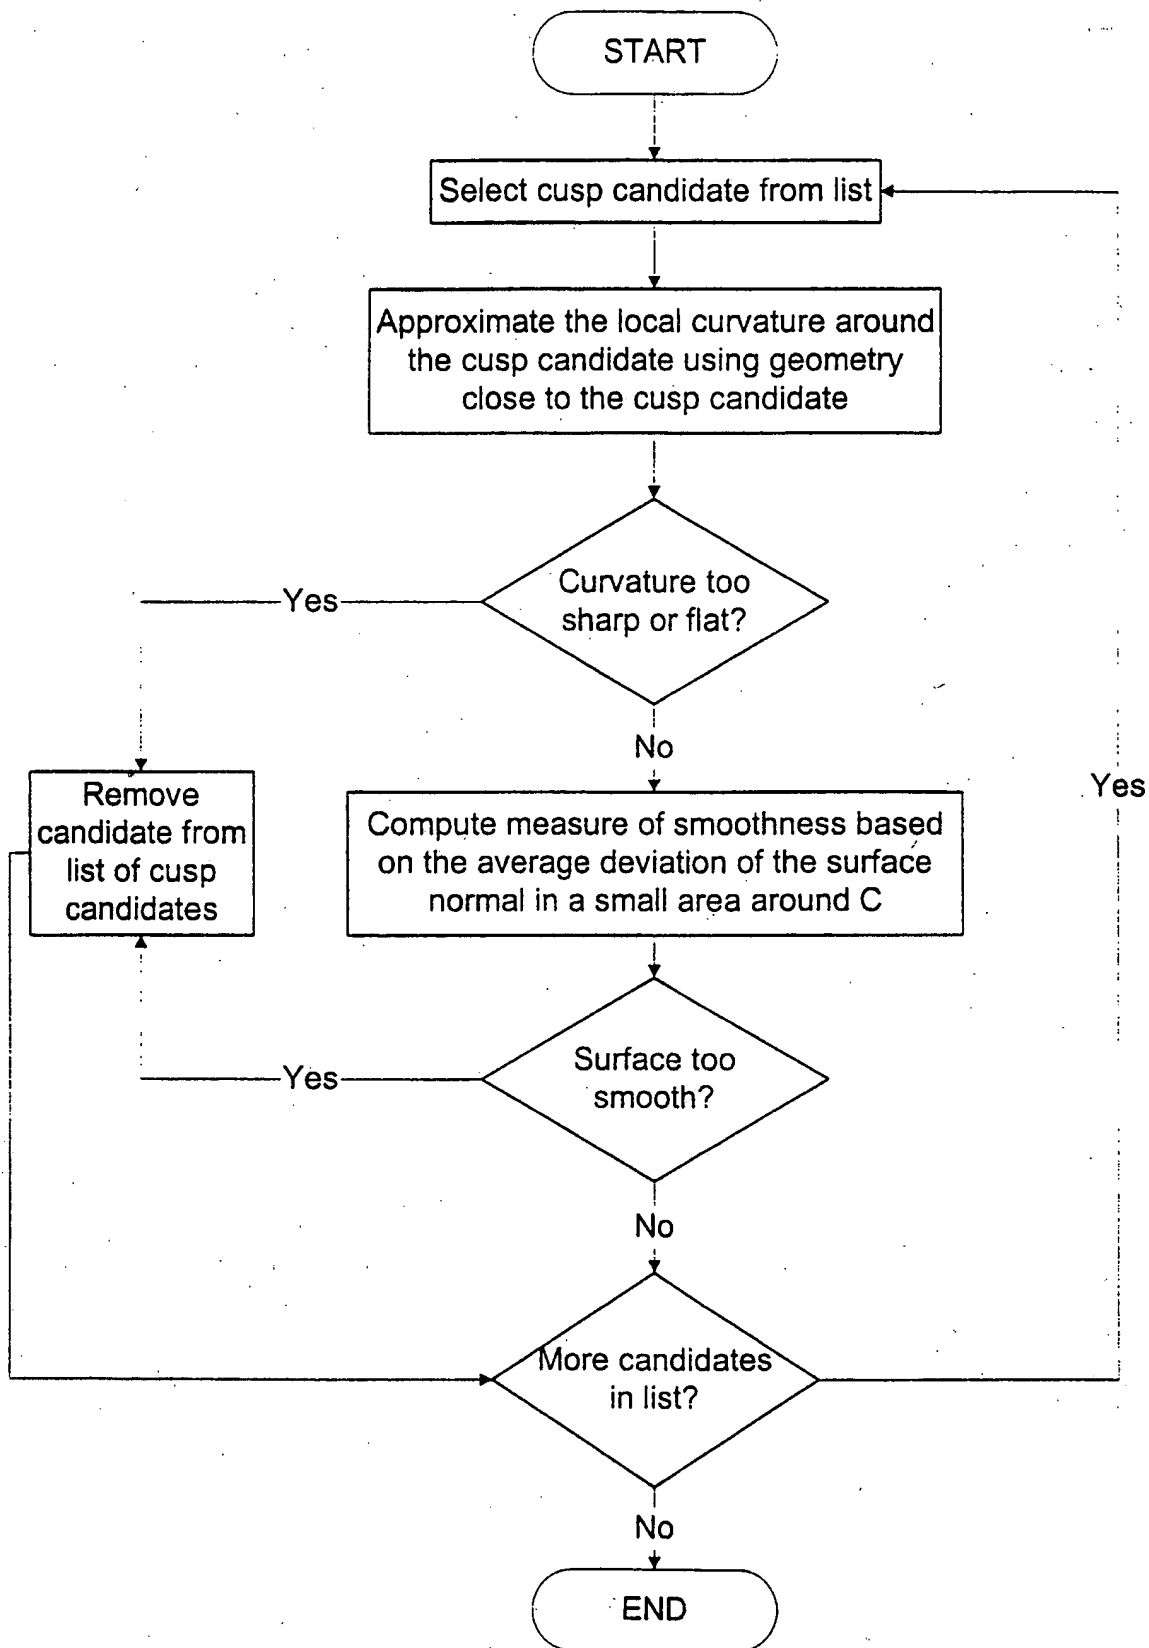 START
Select cusp candidate from list
Approximate the local curvature around
the cusp candidate using geometry
close to the cusp candidate
Curvature too
sharp or flat?
Yes
No
Remove
candidate from
list of cusp
candidates
Compute measure of smoothness based
on the average deviation of the surface
normal in a small area around C
Yes
Surface too
smooth?
Yes
No
More candidates
in list?
No
END